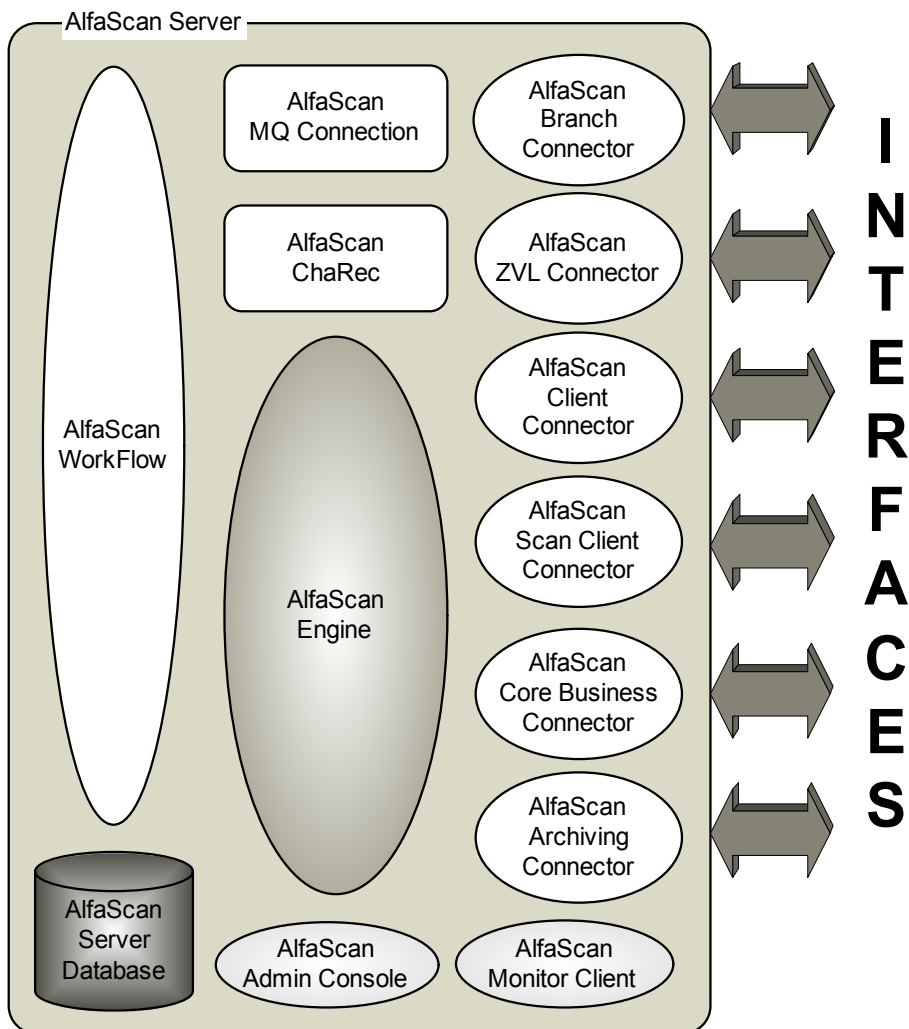 AlfaScan Server
AlfaScan
WorkFlow
AlfaScan
Server
Database
AlfaScan
MQ Connection
AlfaScan
ChaRec
AlfaScan
Engine
AlfaScan
Admin Console
AlfaScan
Branch
Connector
AlfaScan
ZVL Connector
AlfaScan
Client
Connector
AlfaScan
Scan Client
Connector
AlfaScan
Core Business
Connector
AlfaScan
Archiving
Connector
AlfaScan
Monitor Client
INTERFACES